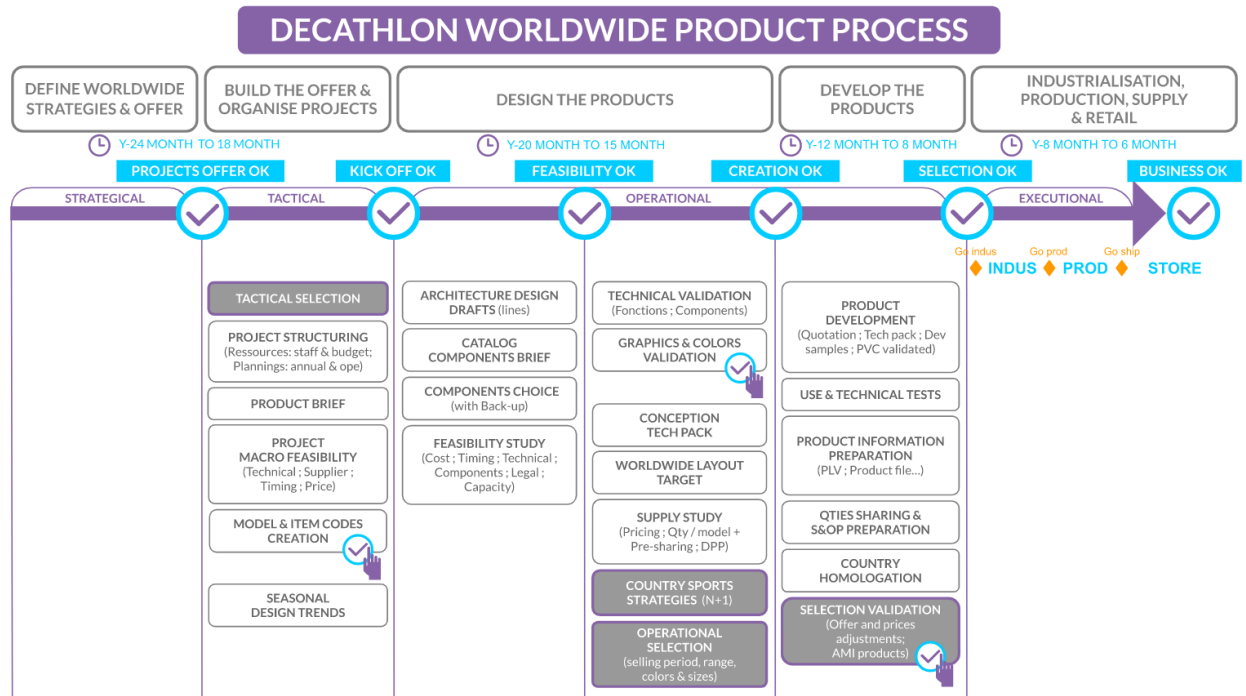 DECATHLON WORLDWIDE PRODUCT PROCESS
DEFINE WORLDWIDE
STRATEGIES & OFFER
BUILD THE OFFER &
ORGANISE PROJECTS
DESIGN THE PRODUCTS
DEVELOP THE
PRODUCTS
INDUSTRIALISATION,
PRODUCTION, SUPPLY
& RETAIL
Y-24 MONTH TO 18 MONTH
Y-20 MONTH TO 15 MONTH
Y-12 MONTH TO 8 MONTH
Y-8 MONTH TO 6 MONTH
PROJECTS OFFER OK
KICK OFF OK
FEASIBILITY OK
CREATION OK
SELECTION OK
BUSINESS OK
STRATEGICAL
TACTICAL
OPERATIONAL
EXECUTIONAL
Go indus
Go prod
Go ship
INDUS
PROD
STORE
TACTICAL SELECTION
PROJECT STRUCTURING
(Ressources: staff & budget;
Plannings: annual & ope)
PRODUCT BRIEF
PROJECT
MACRO FEASIBILITY
(Technical ; Supplier ;
Timing ; Price)
MODEL & ITEM CODES
CREATION
SEASONAL
DESIGN TRENDS
ARCHITECTURE DESIGN
DRAFTS (lines)
CATALOG
COMPONENTS BRIEF
COMPONENTS CHOICE
(with Back-up)
FEASIBILITY STUDY
(Cost ; Timing ; Technical ;
Components ; Legal ;
Capacity)
TECHNICAL VALIDATION
(Fonctions ; Components)
GRAPHICS & COLORS
VALIDATION
CONCEPTION
TECH PACK
WORLDWIDE LAYOUT
TARGET
SUPPLY STUDY
(Pricing ; Qty / model +
Pre-sharing ; DPP)
COUNTRY SPORTS
STRATEGIES (N+1)
OPERATIONAL
SELECTION
(selling period, range,
colors & sizes)
PRODUCT
DEVELOPMENT
(Quotation ; Tech pack ; Dev
samples ; PVC validated)
USE & TECHNICAL TESTS
PRODUCT INFORMATION
PREPARATION
(PLV ; Product file...)
QTIES SHARING &
S&OP PREPARATION
COUNTRY
HOMOLOGATION
SELECTION VALIDATION
(Offer and prices
adjustments;
AMI products)